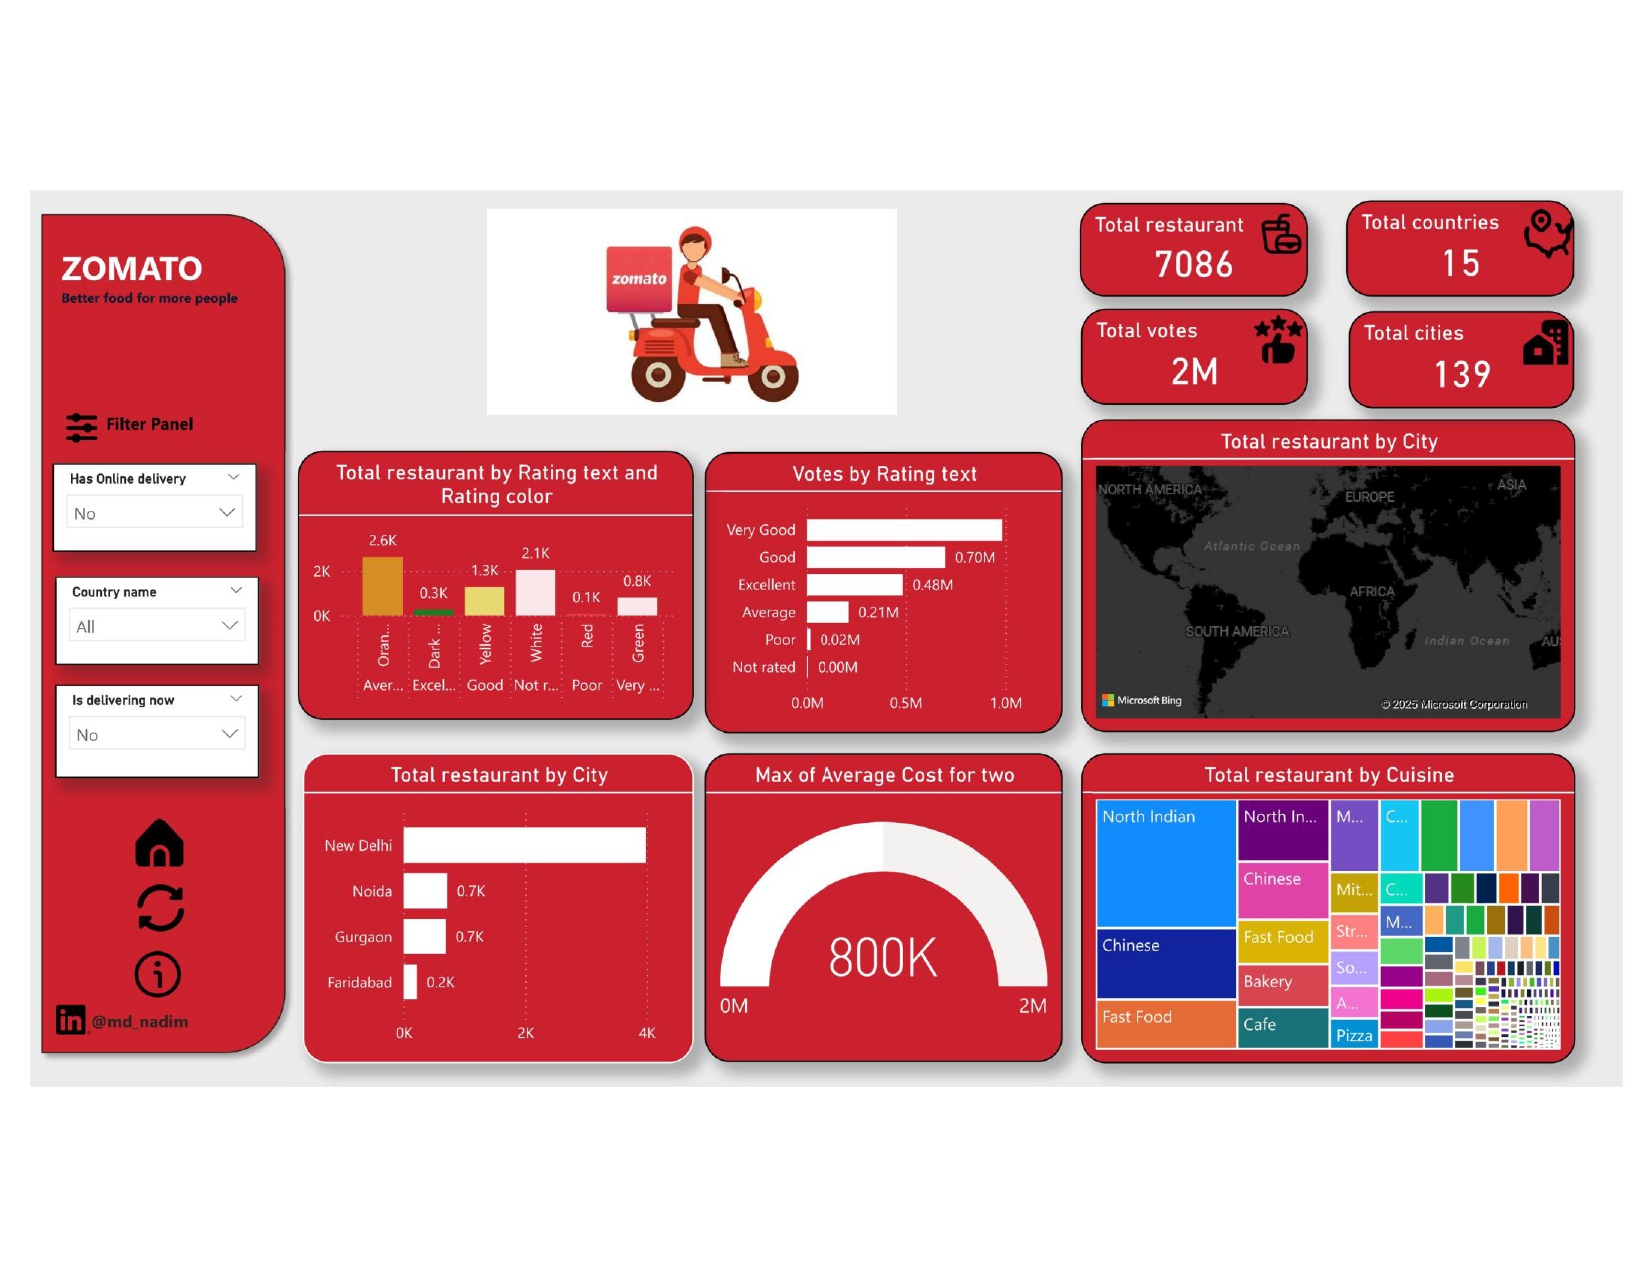 ZOMATO
Better food for more people
Filter Panel
Has Online delivery
No
Country name
All
Is delivering now
No
@md_nadim
zomato
Total restaurant
7086
Total countries
15
Total votes
2M
Total cities
139
Total restaurant by Rating text and
Rating color
2.6K
0.3K
1.3K
2.1K
0.1K
0.8K
2K
0K
Oran...
Dark ...
Yellow
White
Red
Green
Aver...
Excel...
Good
Not r...
Poor
Very ...
Votes by Rating text
Very Good
Good
0.70M
Excellent
0.48M
Average
0.21M
Poor
0.02M
Not rated
0.00M
0.0M
0.5M
1.0M
Total restaurant by City
NORTH AMERICA
EUROPE
ASIA
Atlantic Ocean
AFRICA
SOUTH AMERICA
Indian Ocean
AU
Microsoft Bing
© 2025 Microsoft Corporation
Total restaurant by City
New Delhi
Noida
0.7K
Gurgaon
0.7K
Faridabad
0.2K
0K
2K
4K
Max of Average Cost for two
800K
0M
2M
Total restaurant by Cuisine
North Indian
Chinese
Fast Food
North In...
Chinese
Fast Food
Bakery
Cafe
M...
Mit...
Str...
So...
A...
Pizza
C...
C...
M...